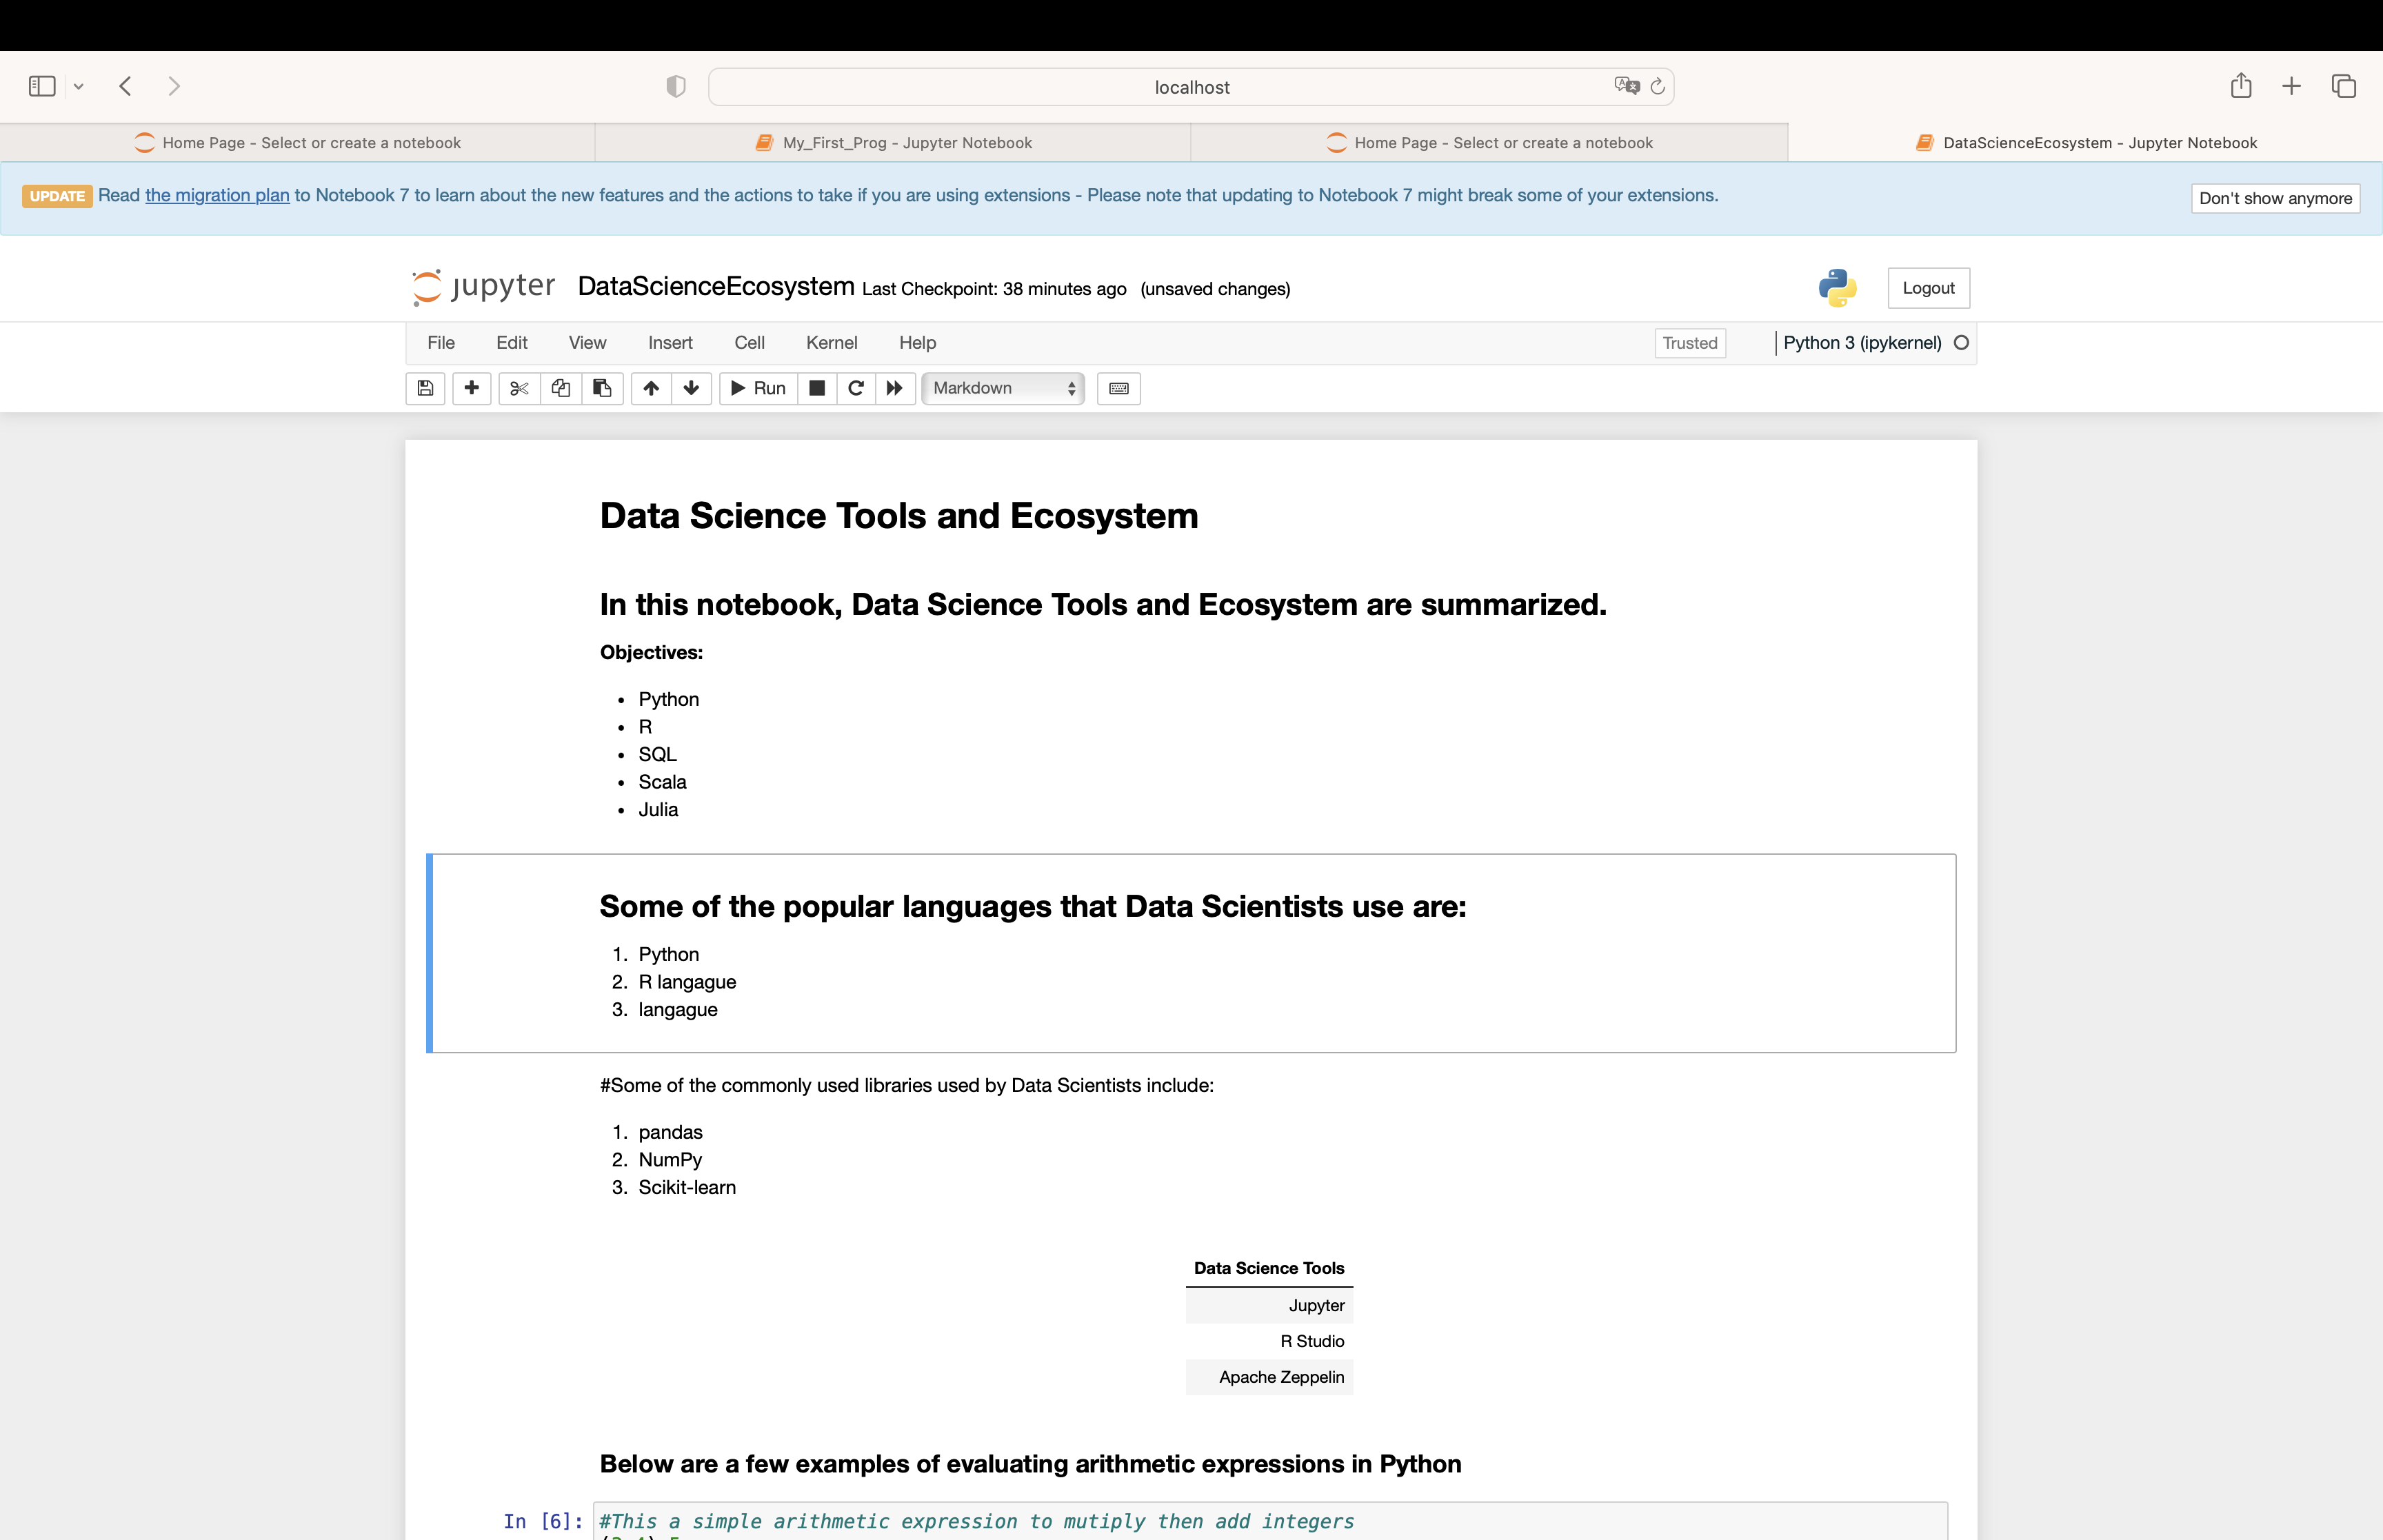 localhost
Home Page - Select or create a notebook
My_First_Prog - Jupyter Notebook
Home Page - Select or create a notebook
DataScienceEcosystem - Jupyter Notebook
UPDATE Read the migration plan to Notebook 7 to learn about the new features and the actions to take if you are using extensions - Please note that updating to Notebook 7 might break some of your extensions.
Don't show anymore
jupyter DataScienceEcosystem Last Checkpoint: 38 minutes ago (unsaved changes)
Logout
File Edit View Insert Cell Kernel Help
Trusted
Python 3 (ipykernel)
Run
Markdown
Data Science Tools and Ecosystem
In this notebook, Data Science Tools and Ecosystem are summarized.
Objectives:
• Python
• R
• SQL
• Scala
• Julia
Some of the popular languages that Data Scientists use are:
1. Python
2. R langague
3. langague
#Some of the commonly used libraries used by Data Scientists include:
1. pandas
2. NumPy
3. Scikit-learn
Data Science Tools
Jupyter
R Studio
Apache Zeppelin
Below are a few examples of evaluating arithmetic expressions in Python
In [6]: #This a simple arithmetic expression to mutiply then add integers